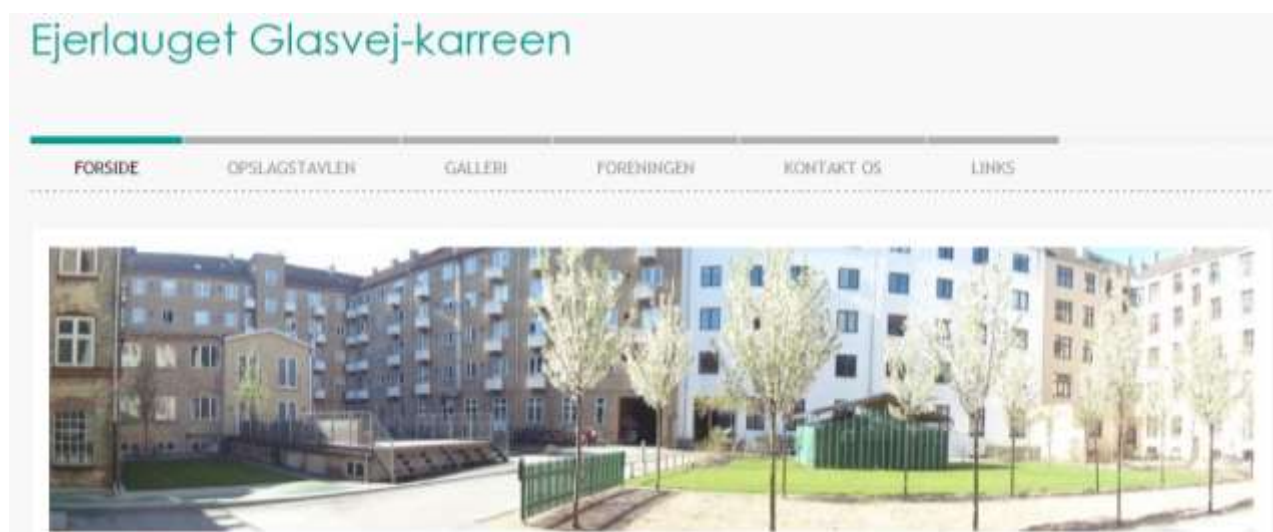 Ejerlauget Glasvej-karreen
FORSIDE OPSLAGSTAVLEN GALLERI FORENINGEN KONTAKT OS LINKS